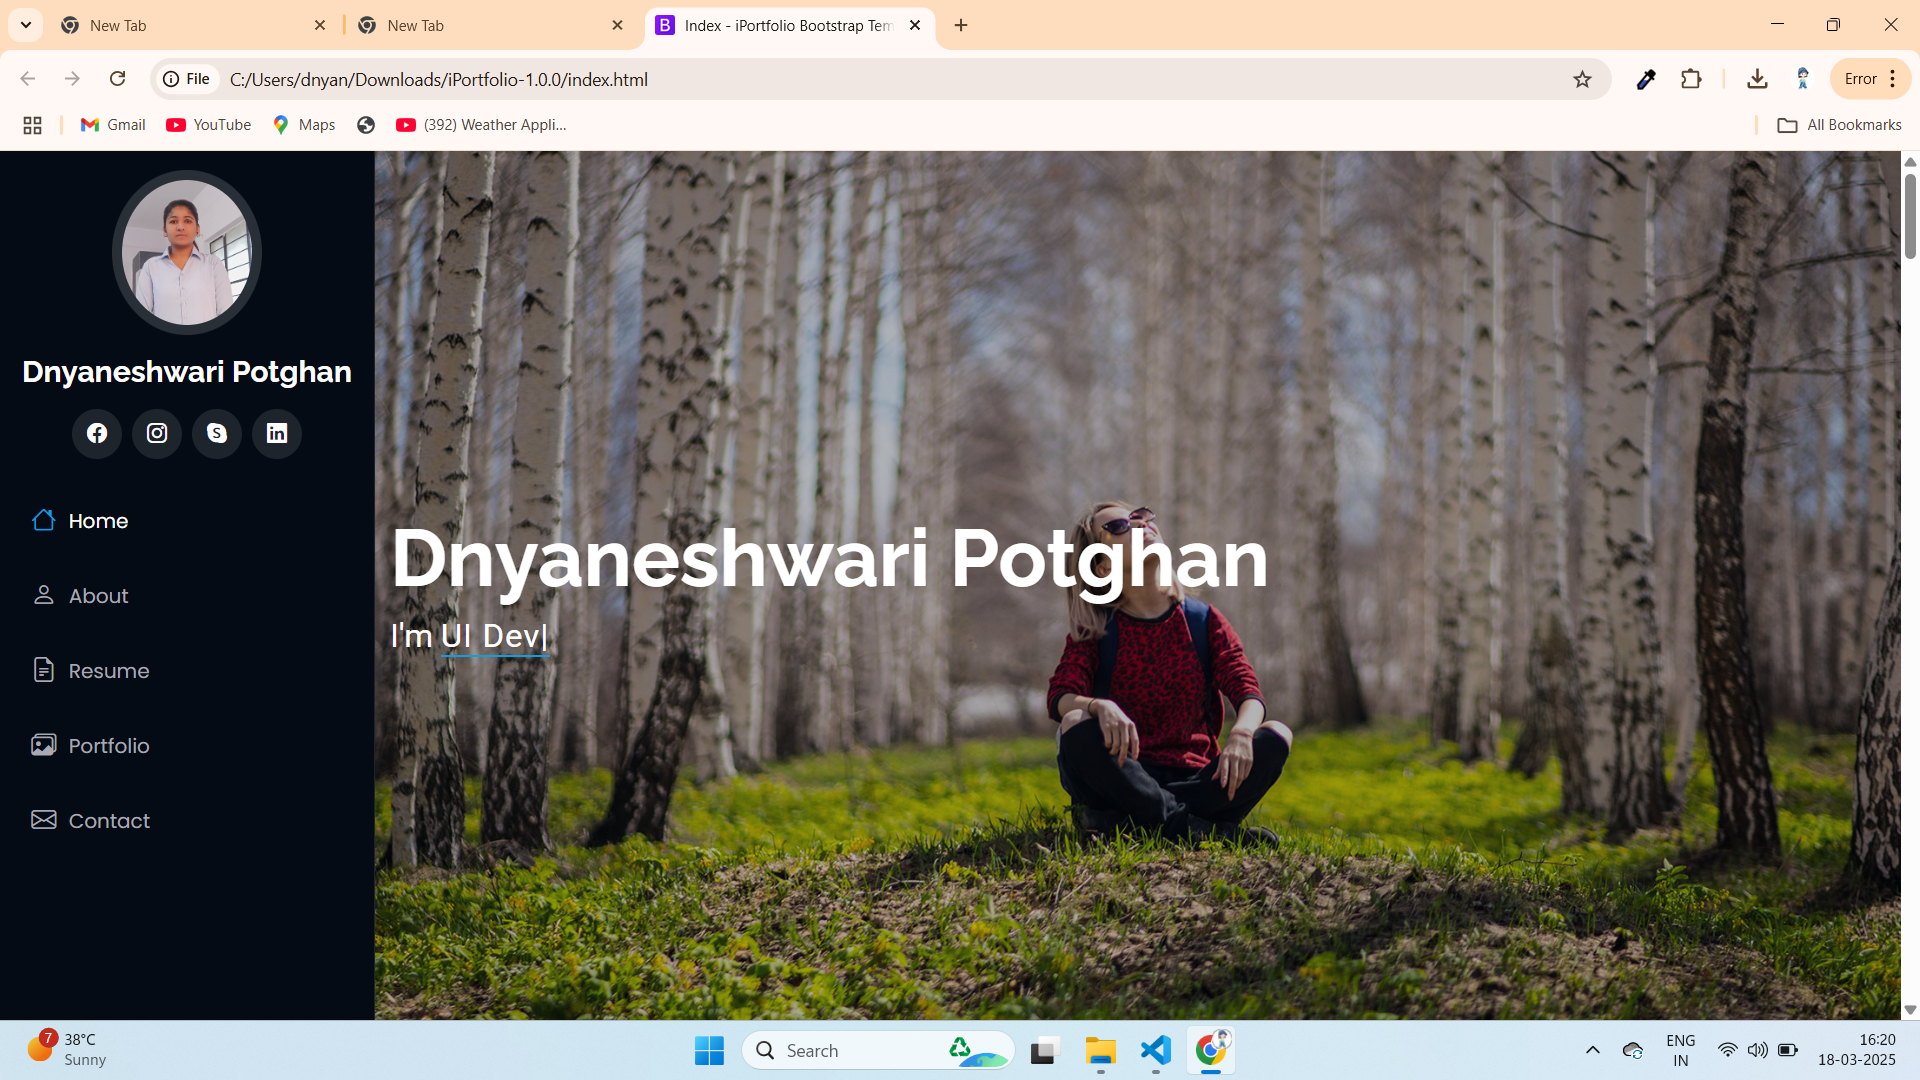 New Tab
New Tab
Index - iPortfolio Bootstrap Tem
File
C:/Users/dnyan/Downloads/iPortfolio-1.0.0/index.html
Error
Gmail
YouTube
Maps
(392) Weather Appli...
All Bookmarks
Dnyaneshwari Potghan
Home
About
Resume
Portfolio
Contact
Dnyaneshwari Potghan
I'm UI Dev|
7
38°C
Sunny
Search
ENG
IN
16:20
18-03-2025